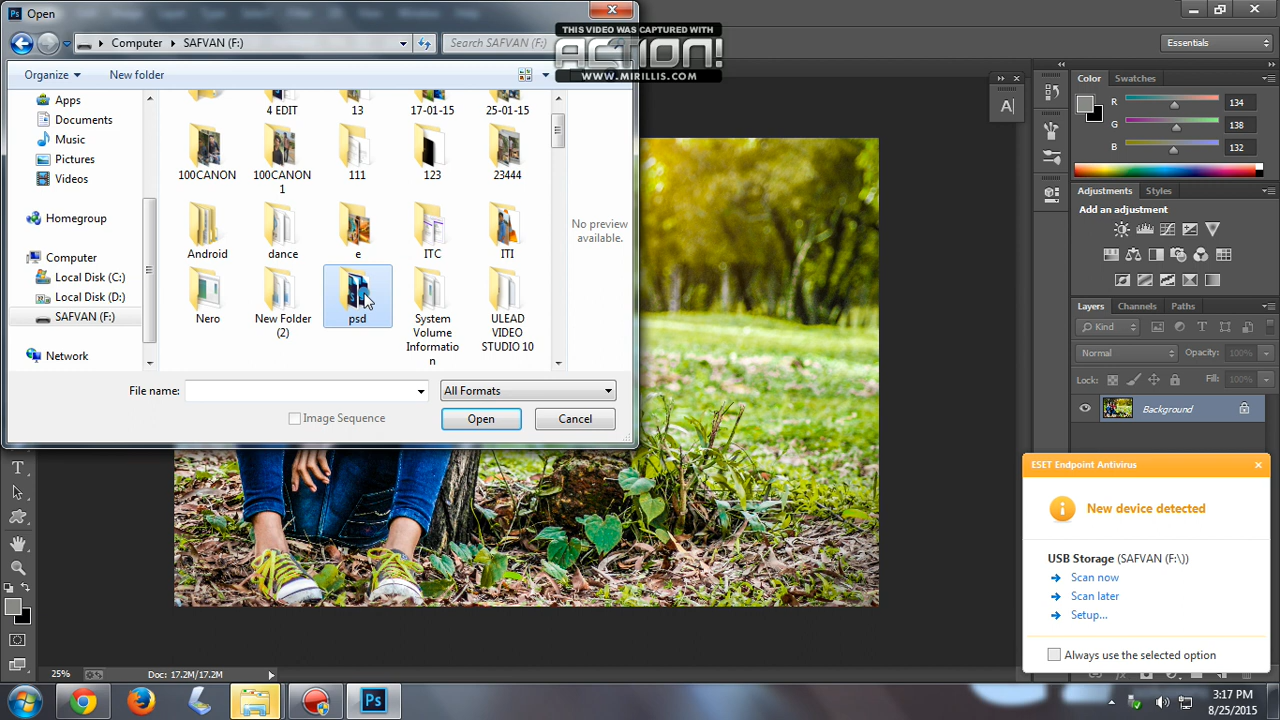 Ps Open
THIS VIDEO WAS CAPTURED WITH
ACTION!
WWW.MIRILLIS.COM
Computer
SAFVAN (F:)
Search SAFVAN (F:)
Essentials
Organize
New folder
Apps
Documents
Music
Pictures
Videos
Homegroup
Computer
Local Disk (C:)
Local Disk (D:)
SAFVAN (F:)
Network
4 EDIT
13
17-01-15
25-01-15
100CANON
100CANON
1
111
123
23444
Android
dance
e
ITC
ITI
Nero
New Folder
(2)
psd
System
Volume
Informatio
n
ULEAD
VIDEO
STUDIO 10
No preview
available.
File name:
All Formats
Image Sequence
Open
Cancel
A
Color
Swatches
R
134
G
138
B
132
Adjustments
Styles
Add an adjustment
Layers
Channels
Paths
Kind
Normal
Opacity:
100%
Lock:
Fill:
100%
Background
ESET Endpoint Antivirus
New device detected
USB Storage (SAFVAN (F:\))
Scan now
Scan later
Setup...
Always use the selected option
T
25%
Doc: 17.2M/17.2M
Ps
3:17 PM
8/25/2015